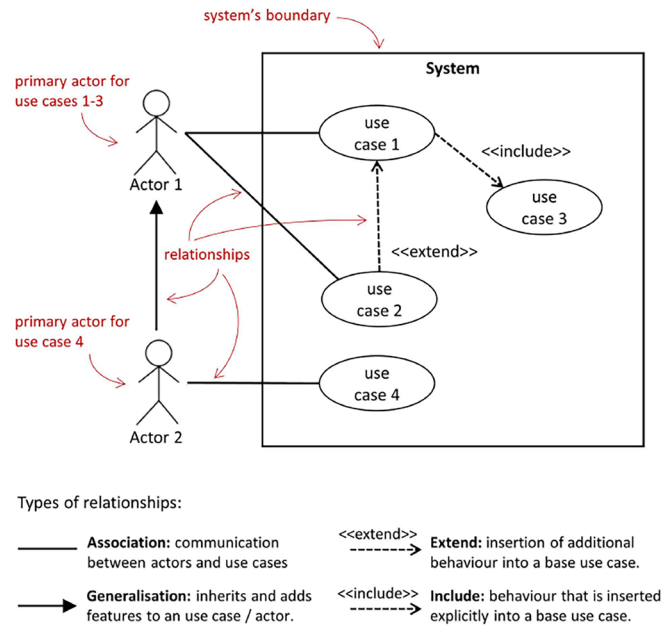 system's boundary
System
primary actor for
use cases 1-3
use
case 1
<<include>>
Actor 1
use
case 3
relationships
<<extend>>
use
case 2
primary actor for
use case 4
use
case 4
Actor 2
Types of relationships:
Association: communication
between actors and use cases
<<extend>>
Extend: insertion of additional
behaviour into a base use case.
Generalisation: inherits and adds
features to an use case / actor.
<<include>>
Include: behaviour that is inserted
explicitly into a base use case.